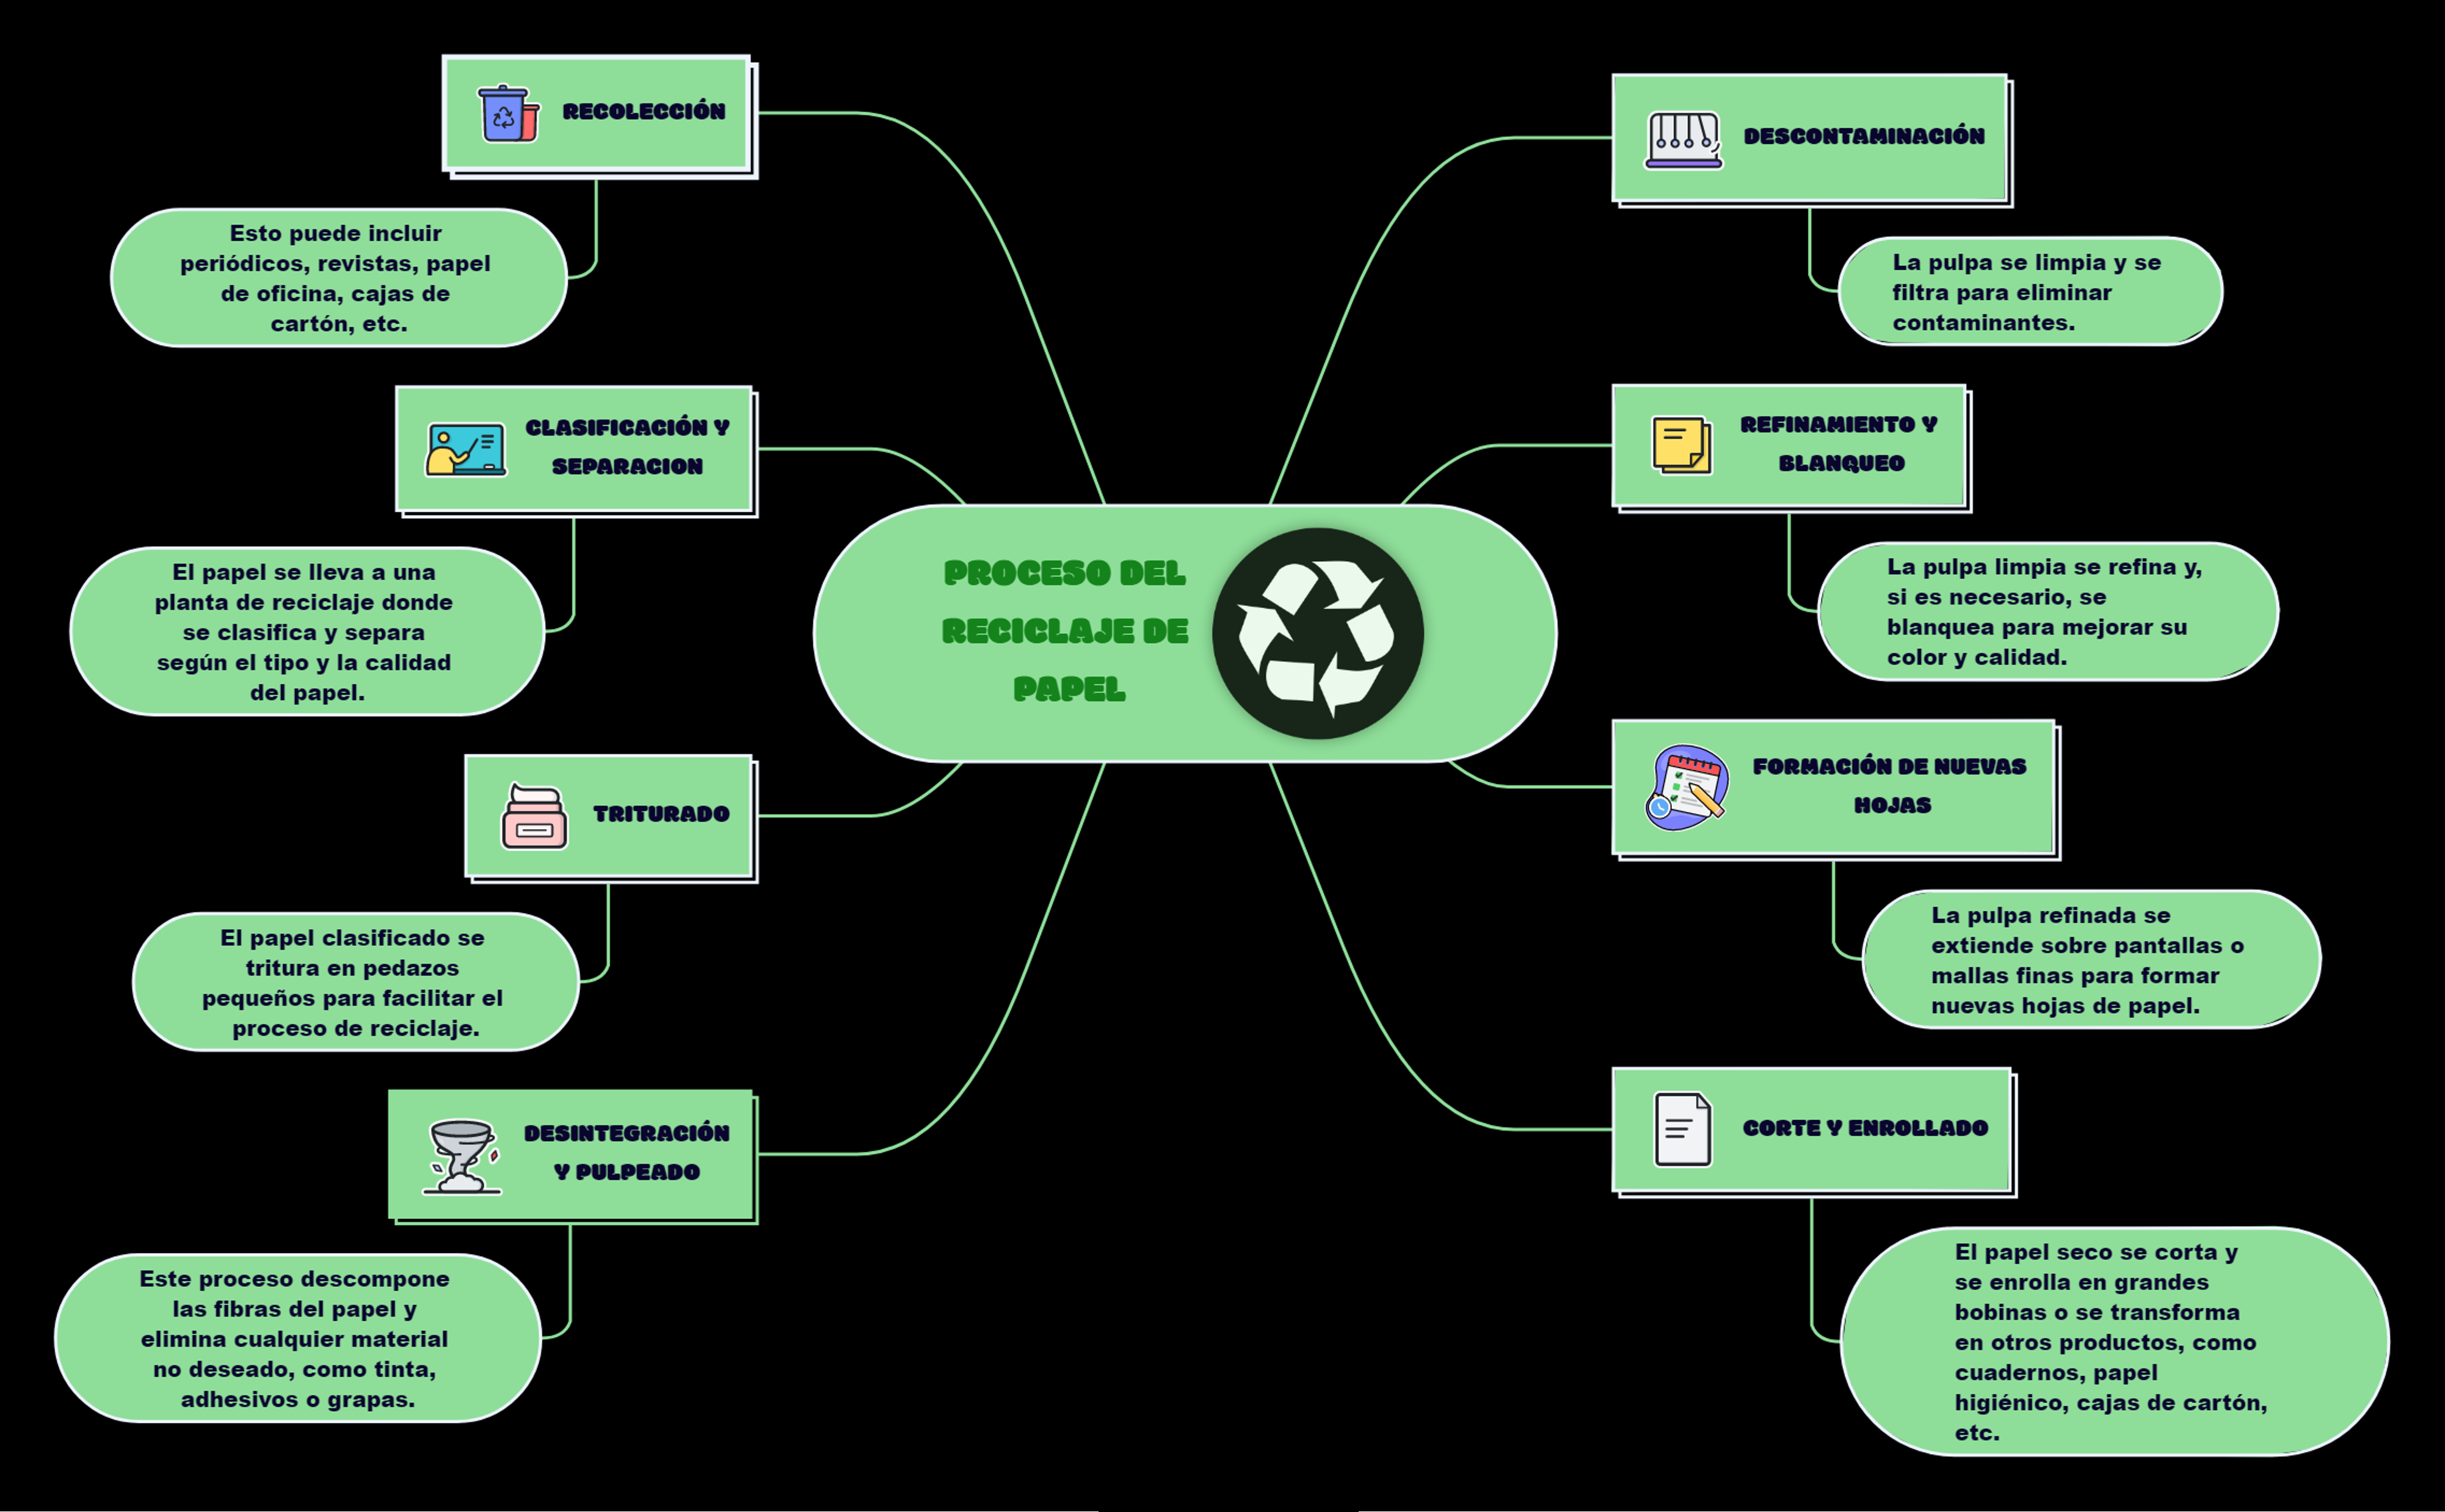 RECOLECCIÓN
Esto puede incluir
periódicos, revistas, papel
de oficina, cajas de
cartón, etc.
CLASIFICACIÓN Y
SEPARACION
El papel se lleva a una
planta de reciclaje donde
se clasifica y separa
según el tipo y la calidad
del papel.
TRITURADO
El papel clasificado se
tritura en pedazos
pequeños para facilitar el
proceso de reciclaje.
DESINTEGRACIÓN
Y PULPEADO
Este proceso descompone
las fibras del papel y
elimina cualquier material
no deseado, como tinta,
adhesivos o grapas.
PROCESO DEL
RECICLAJE DE
PAPEL
DESCONTAMINACIÓN
La pulpa se limpia y se
filtra para eliminar
contaminantes.
REFINAMIENTO Y
BLANQUEO
La pulpa limpia se refina y,
si es necesario, se
blanquea para mejorar su
color y calidad.
FORMACIÓN DE NUEVAS
HOJAS
La pulpa refinada se
extiende sobre pantallas o
mallas finas para formar
nuevas hojas de papel.
CORTE Y ENROLLADO
El papel seco se corta y
se enrolla en grandes
bobinas o se transforma
en otros productos, como
cuadernos, papel
higiénico, cajas de cartón,
etc.